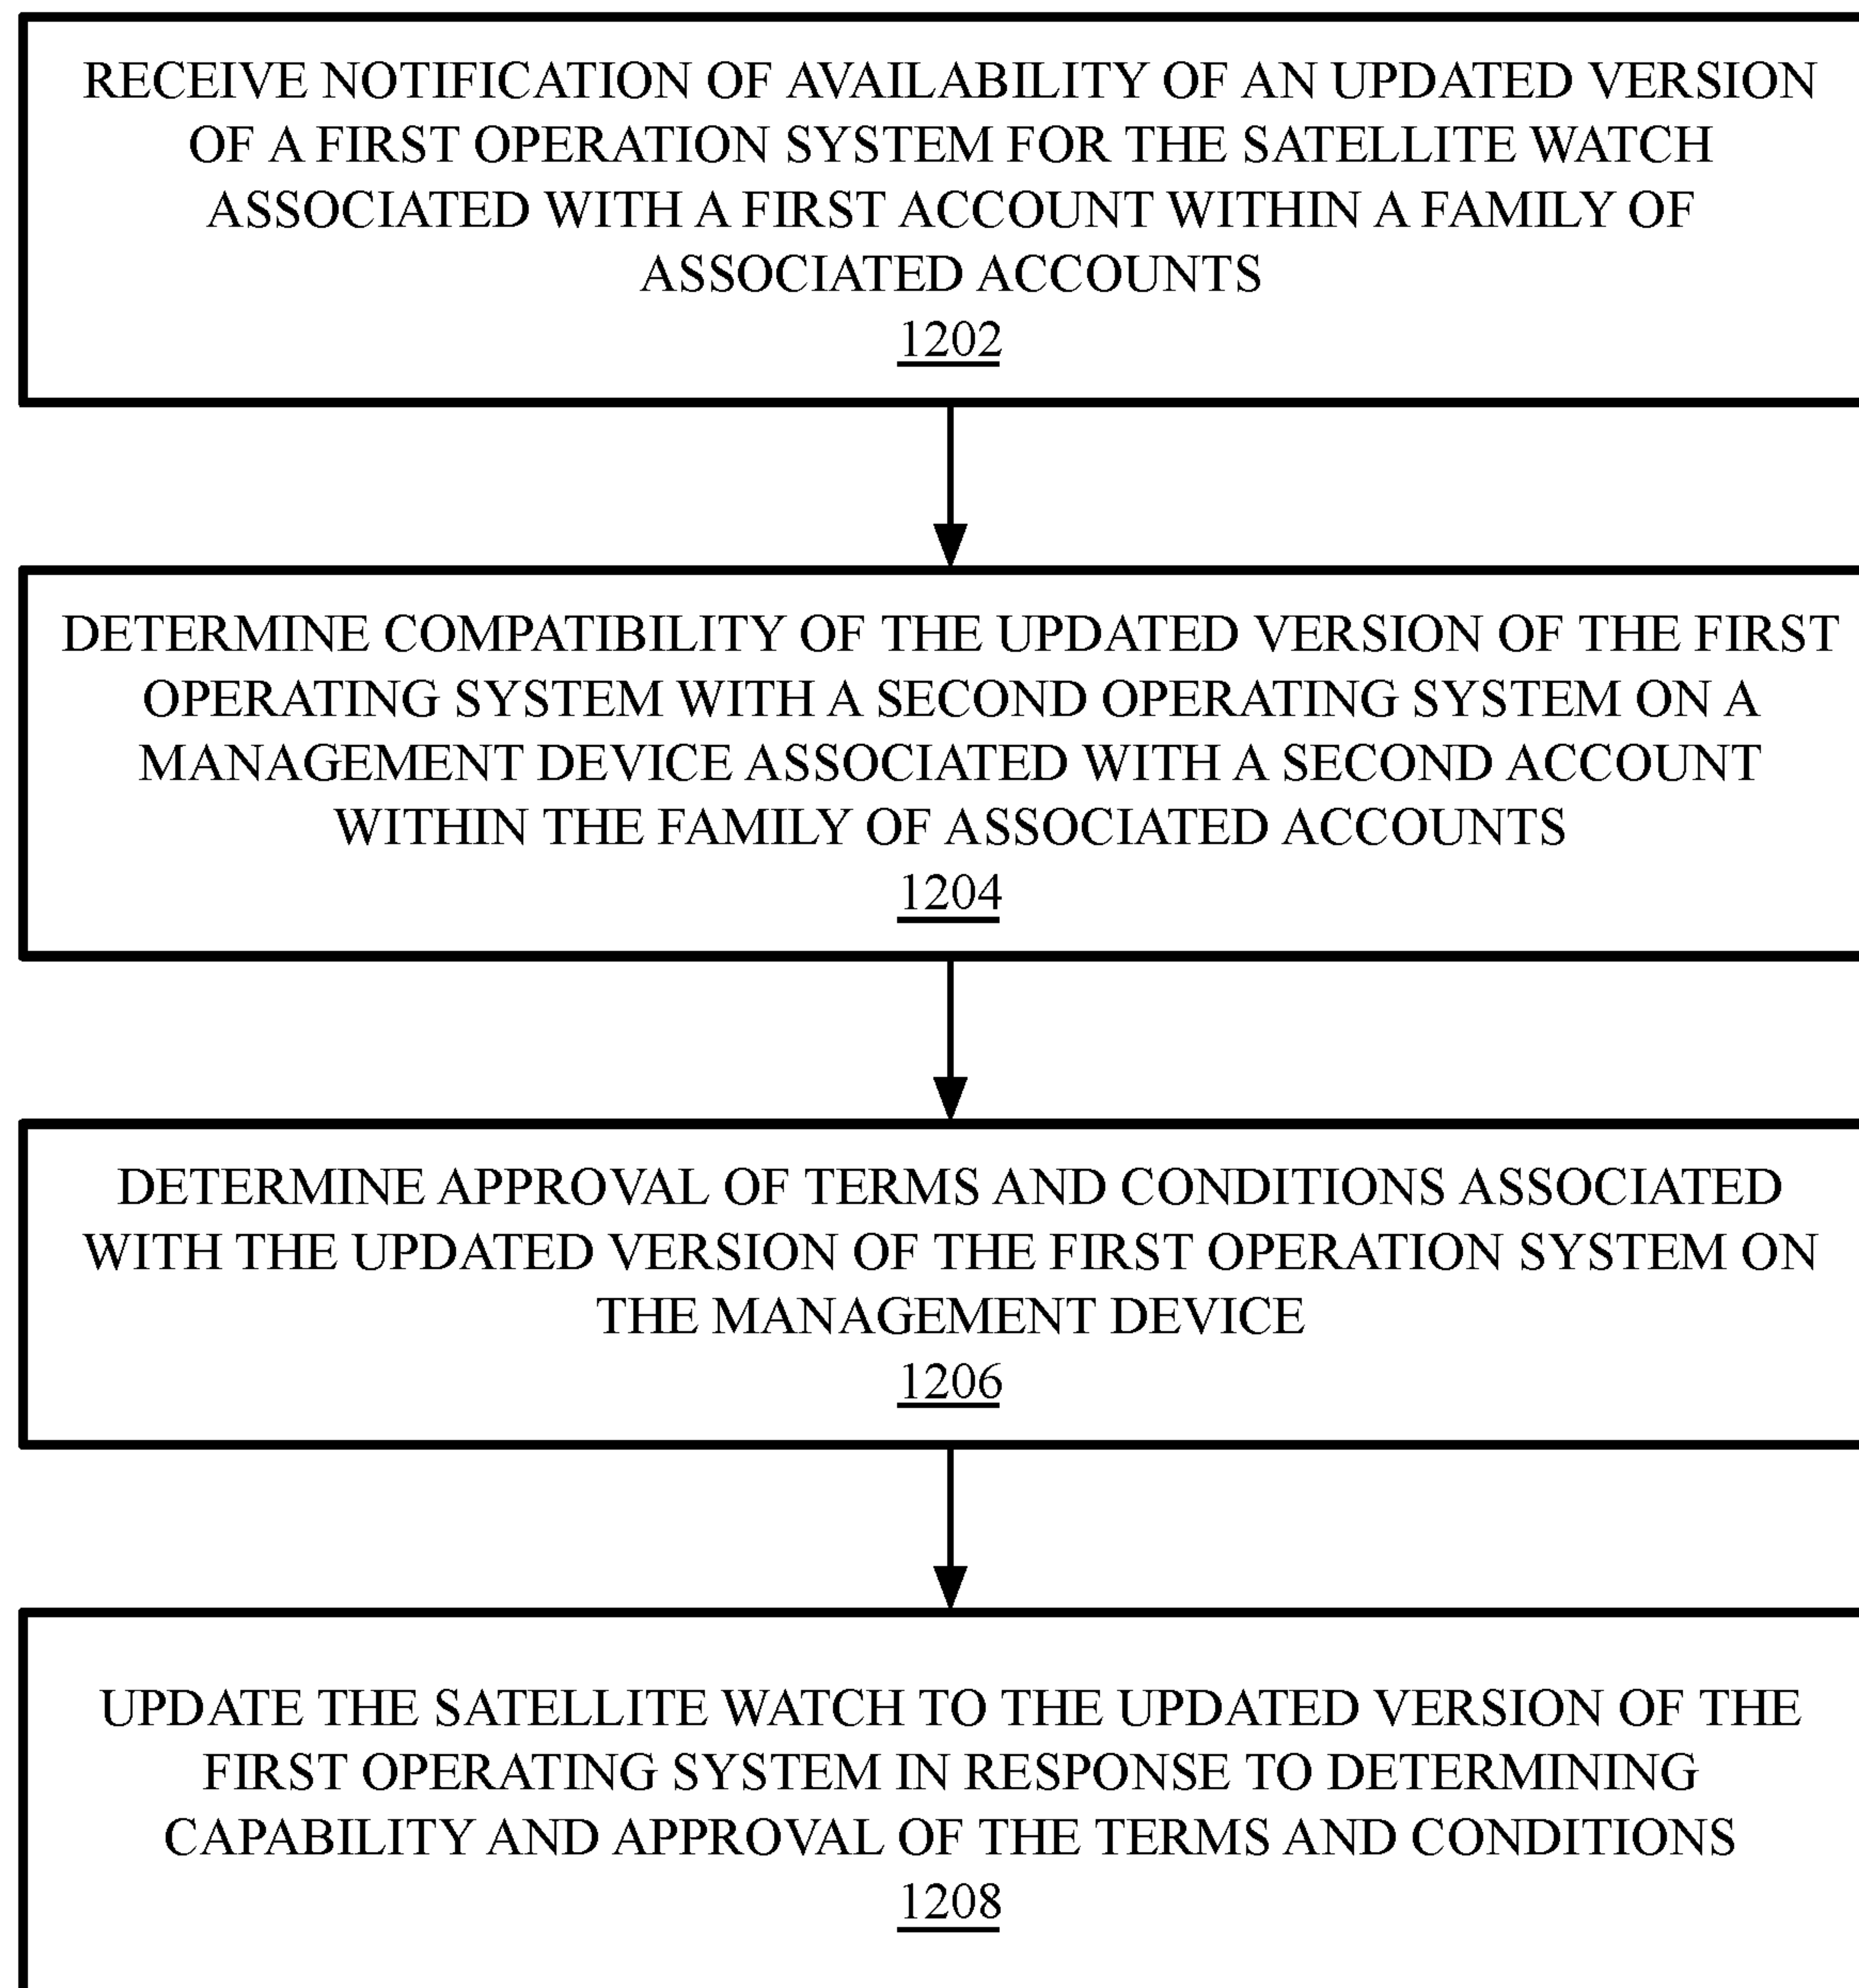 RECEIVE NOTIFICATION OF AVAILABILITY OF AN UPDATED VERSION
OF A FIRST OPERATION SYSTEM FOR THE SATELLITE WATCH
ASSOCIATED WITH A FIRST ACCOUNT WITHIN A FAMILY OF
ASSOCIATED ACCOUNTS
1202
DETERMINE COMPATIBILITY OF THE UPDATED VERSION OF THE FIRST
OPERATING SYSTEM WITH A SECOND OPERATING SYSTEM ON A
MANAGEMENT DEVICE ASSOCIATED WITH A SECOND ACCOUNT
WITHIN THE FAMILY OF ASSOCIATED ACCOUNTS
1204
DETERMINE APPROVAL OF TERMS AND CONDITIONS ASSOCIATED
WITH THE UPDATED VERSION OF THE FIRST OPERATION SYSTEM ON
THE MANAGEMENT DEVICE
1206
UPDATE THE SATELLITE WATCH TO THE UPDATED VERSION OF THE
FIRST OPERATING SYSTEM IN RESPONSE TO DETERMINING
CAPABILITY AND APPROVAL OF THE TERMS AND CONDITIONS
1208